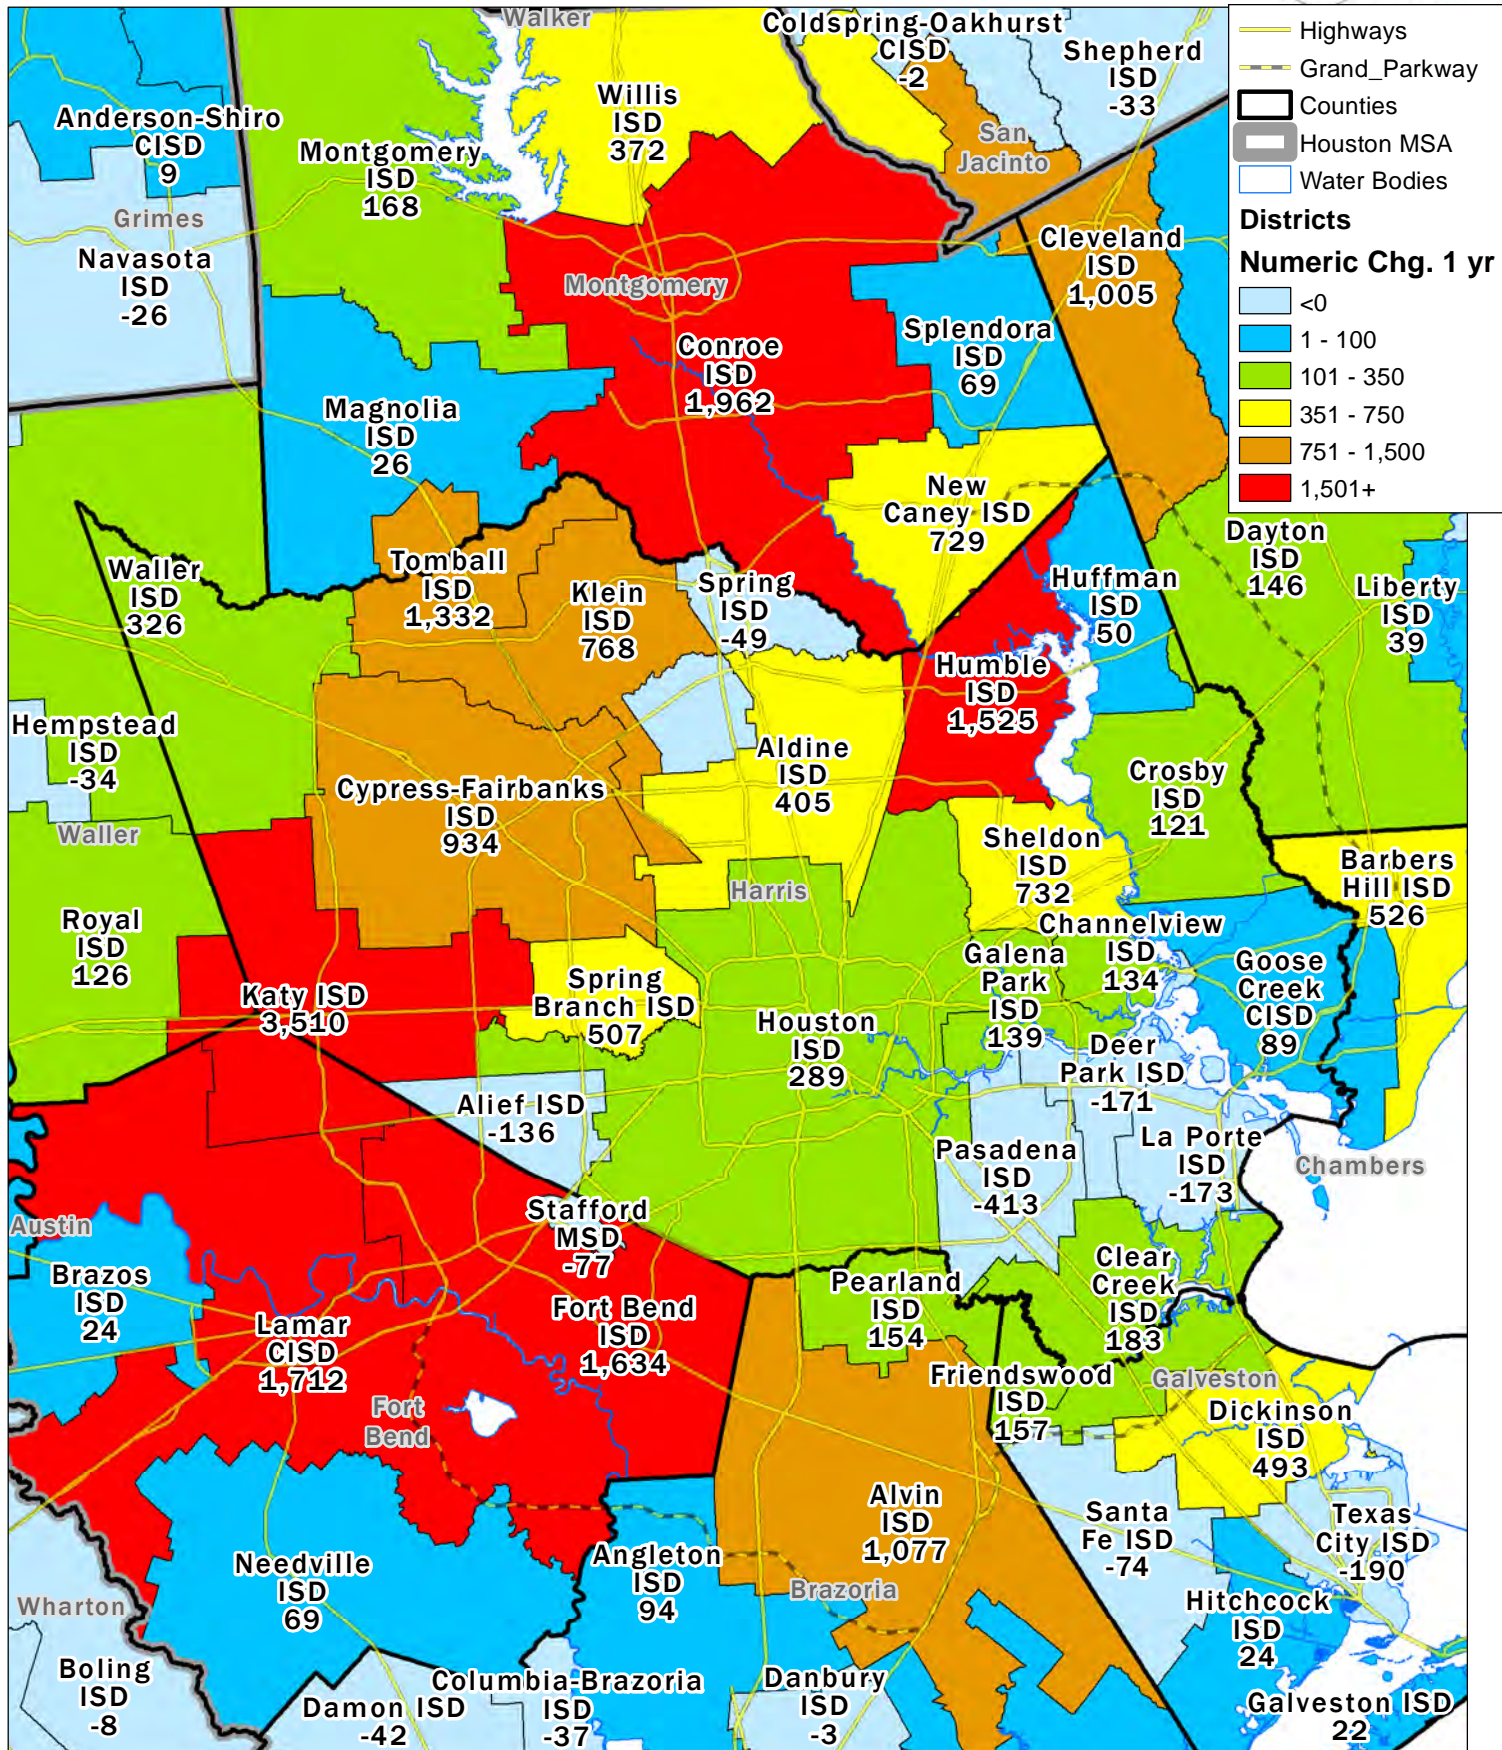 Walker
Coldspring-Oakhurst
CISD
-2
Shepherd
ISD
-33
Highways
Grand_Parkway
Counties
Houston MSA
Water Bodies
Districts
Numeric Chg. 1 yr
<0
1 - 100
101 - 350
351 - 750
751 - 1,500
1,501+
Anderson-Shiro
CISD
9
Willis
ISD
372
Montgomery
ISD
168
San
Jacinto
Grimes
Navasota
ISD
-26
Cleveland
ISD
1,005
Montgomery
Conroe
ISD
1,962
Splendora
ISD
69
Magnolia
ISD
26
New
Caney ISD
729
Dayton
ISD
146
Waller
ISD
326
Tomball
ISD
1,332
Klein
ISD
768
Spring
ISD
-49
Huffman
ISD
50
Liberty
ISD
39
Humble
ISD
1,525
Hempstead
ISD
-34
Cypress-Fairbanks
ISD
934
Aldine
ISD
405
Crosby
ISD
121
Waller
Harris
Sheldon
ISD
732
Barbers
Hill ISD
526
Royal
ISD
126
Channelview
ISD
134
Galena
Park
ISD
139
Goose
Creek
CISD
89
Katy ISD
3,510
Spring
Branch ISD
507
Houston
ISD
289
Deer
Park ISD
-171
Alief ISD
-136
Pasadena
ISD
-413
La Porte
ISD
-173
Chambers
Austin
Stafford
MSD
-77
Brazos
ISD
24
Lamar
CISD
1,712
Fort Bend
ISD
1,634
Pearland
ISD
154
Clear
Creek
ISD
183
Friendswood
ISD
157
Galveston
Fort
Bend
Dickinson
ISD
493
Alvin
ISD
1,077
Santa
Fe ISD
-74
Texas
City ISD
-190
Needville
ISD
69
Angleton
ISD
94
Brazoria
Wharton
Hitchcock
ISD
24
Boling
ISD
-8
Damon ISD
-42
Columbia-Brazoria
ISD
-37
Danbury
ISD
-3
Galveston ISD
22